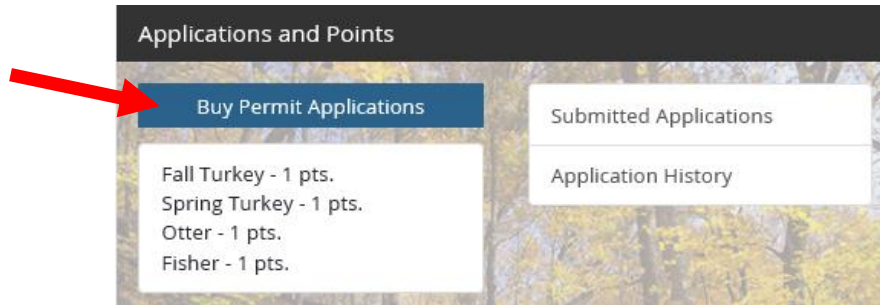 Applications and Points
Buy Permit Applications
Fall Turkey - 1 pts.
Spring Turkey - 1 pts.
Otter - 1 pts.
Fisher - 1 pts.
Submitted Applications
Application History